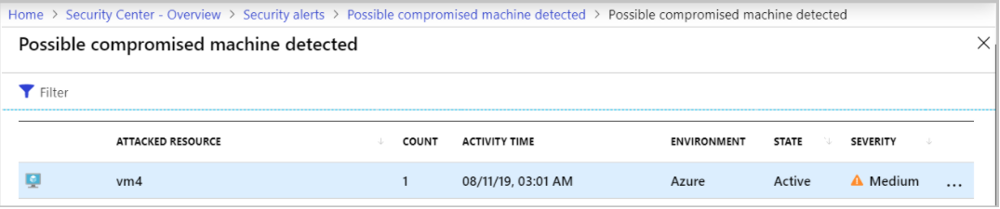 Home > Security Center - Overview > Security alerts > Possible compromised machine detected > Possible compromised machine detected
Possible compromised machine detected
Filter
ATTACKED RESOURCE COUNT ACTIVITY TIME ENVIRONMENT STATE SEVERITY
vm4 1 08/11/19, 03:01 AM Azure Active Medium ...